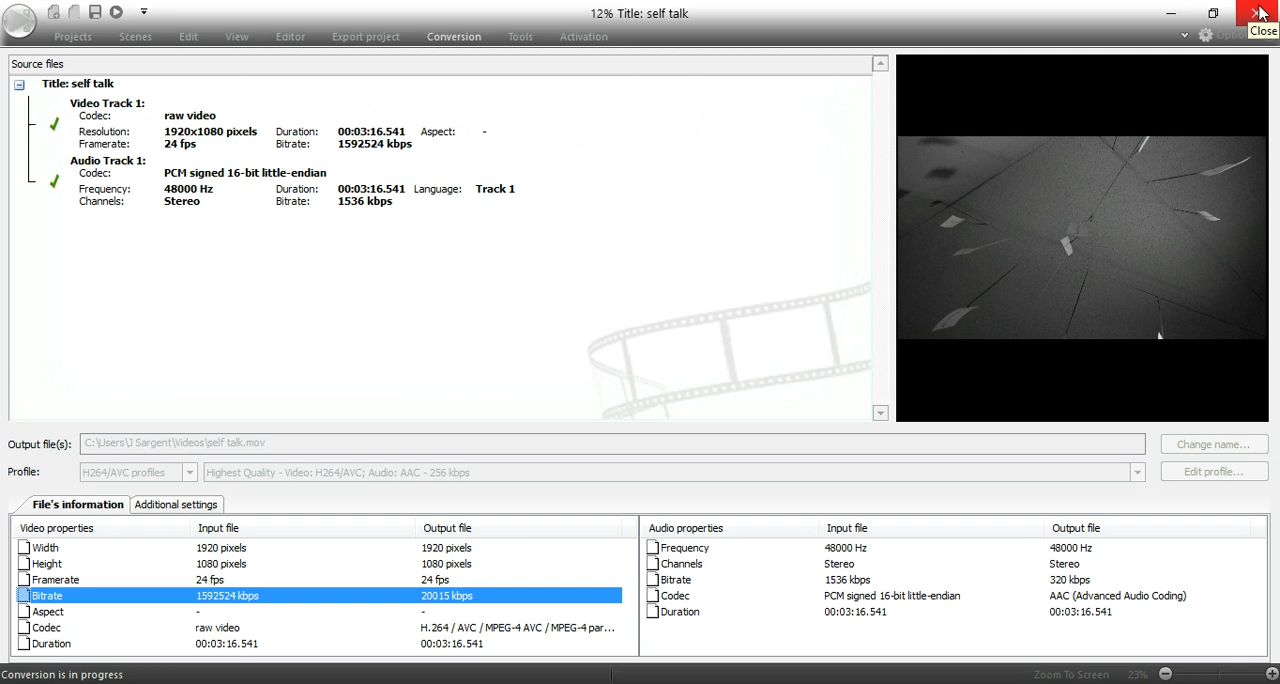 12% Title: self talk
Projects Scenes Edit View Editor Export project Conversion Tools Activation
Close
Source files
Title: self talk
Video Track 1:
Codec: raw video
Resolution: 1920x1080 pixels Duration: 00:03:16.541 Aspect: -
Framerate: 24 fps Bitrate: 1592524 kbps
Audio Track 1:
Codec: PCM signed 16-bit little-endian
Frequency: 48000 Hz Duration: 00:03:16.541 Language: Track 1
Channels: Stereo Bitrate: 1536 kbps
Output file(s): C:\Users\J Sargent\Videos\self talk.mov Change name...
Profile: H264/AVC profiles Highest Quality - Video: H264/AVC; Audio: AAC - 256 kbps Edit profile...
File's information Additional settings
Video properties Input file Output file Audio properties Input file Output file
Width 1920 pixels 1920 pixels Frequency 48000 Hz 48000 Hz
Height 1080 pixels 1080 pixels Channels Stereo Stereo
Framerate 24 fps 24 fps Bitrate 1536 kbps 320 kbps
Bitrate 1592524 kbps 20015 kbps Codec PCM signed 16-bit little-endian AAC (Advanced Audio Coding)
Aspect - - Duration 00:03:16.541 00:03:16.541
Codec raw video H.264 / AVC / MPEG-4 AVC / MPEG-4 par...
Duration 00:03:16.541 00:03:16.541
Conversion is in progress Zoom To Screen 23%